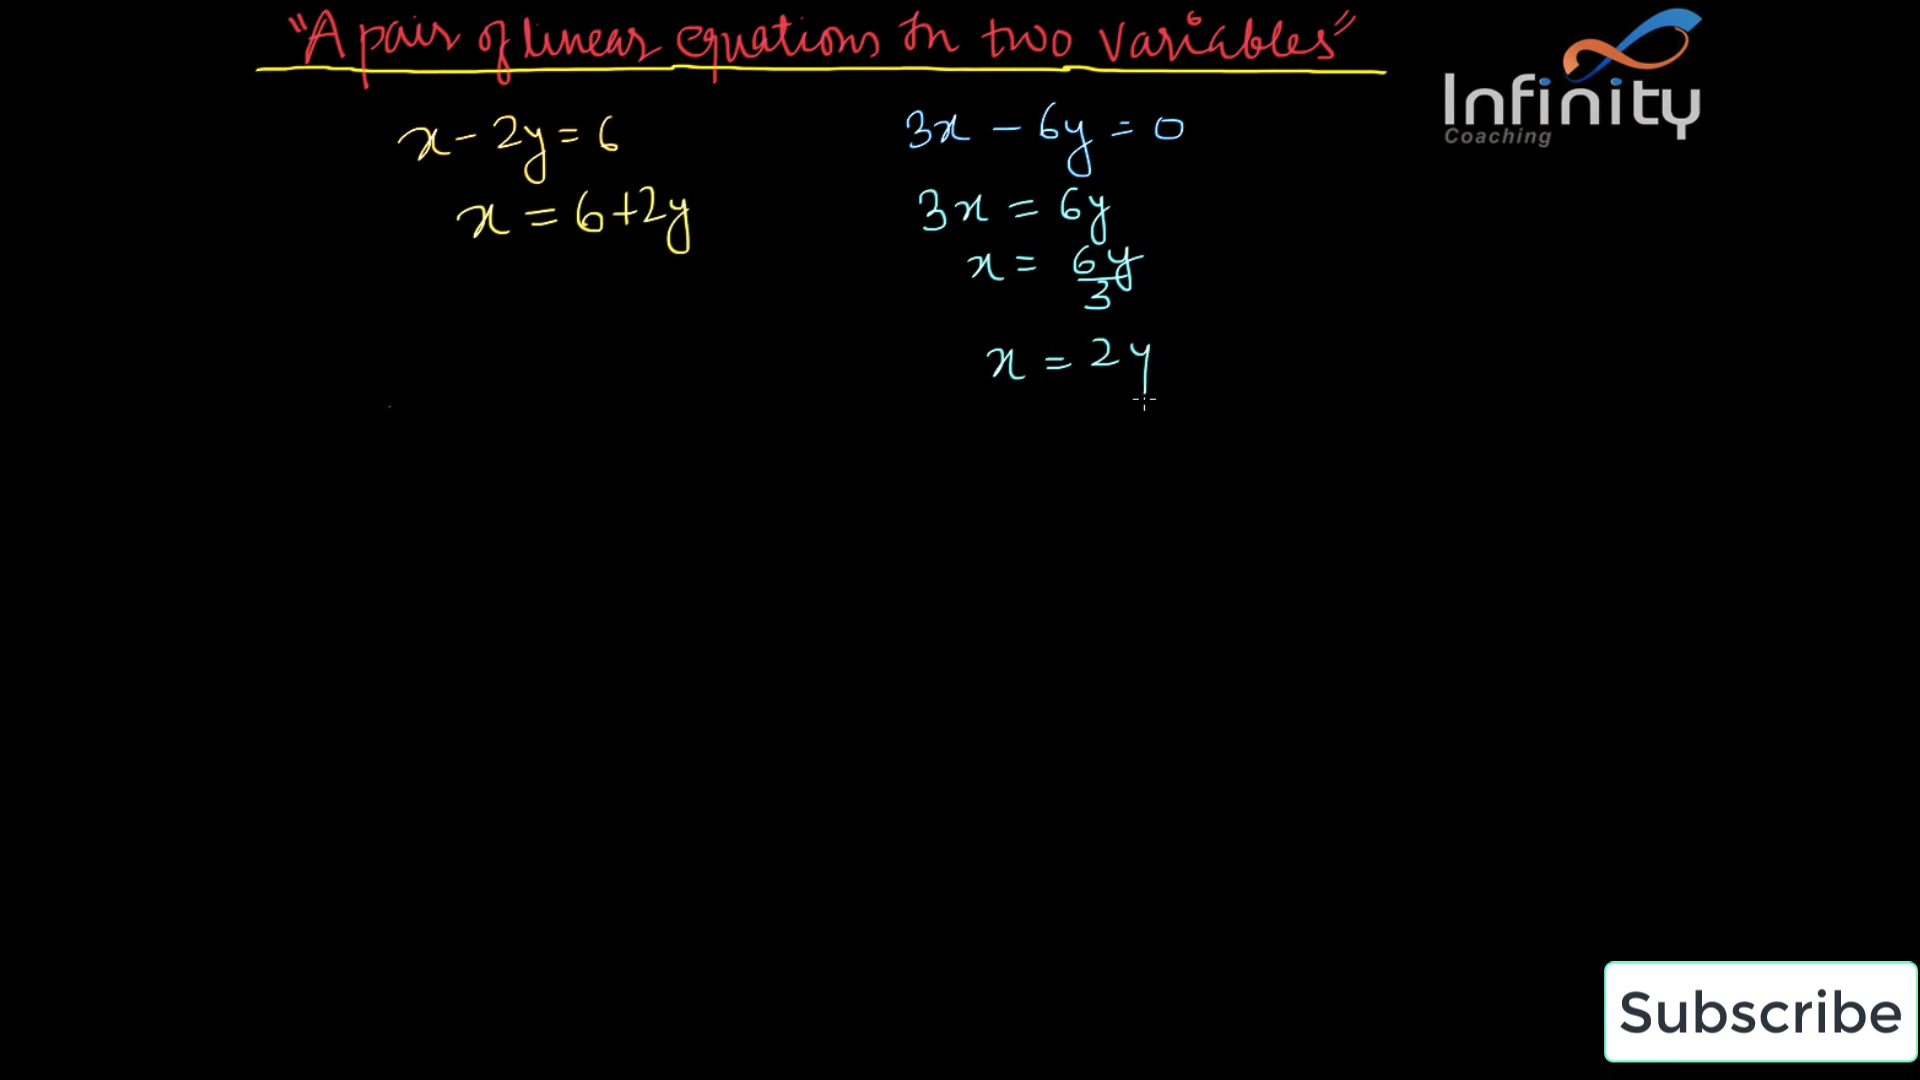 "A pair of linear equations In two variables"
Infinity
Coaching
x - 2y = 6
x = 6 + 2y
3x - 6y = 0
3x = 6y
x = 6y/3
x = 2y
Subscribe